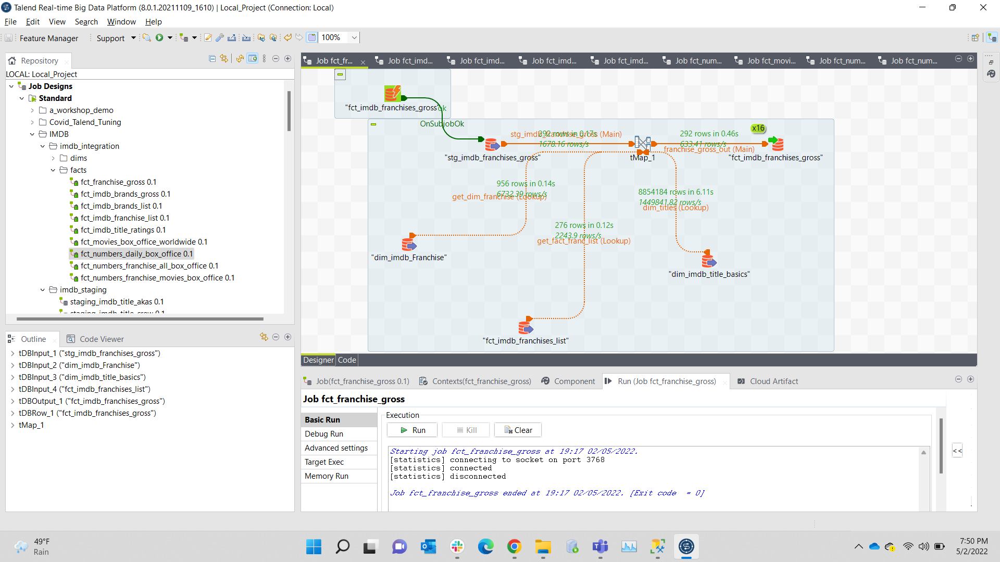 Talend Real-time Big Data Platform (8.0.1.20211109_1610) | Local_Project (Connection: Local)
File Edit View Search Window Help
Feature Manager Support 100%
Repository
LOCAL: Local_Project
Job Designs
Standard
a_workshop_demo
Covid_Talend_Tuning
IMDB
imdb_integration
dims
facts
fct_franchise_gross 0.1
fct_imdb_brands_gross 0.1
fct_imdb_brands_list 0.1
fct_imdb_franchise_list 0.1
fct_imdb_title_ratings 0.1
fct_movies_box_office_worldwide 0.1
fct_numbers_daily_box_office 0.1
fct_numbers_franchise_all_box_office 0.1
fct_numbers_franchise_movies_box_office 0.1
imdb_staging
staging_imdb_title_akas 0.1
staging_imdb_title_crew 0.1
Outline Code Viewer
tDBInput_1 ("stg_imdb_franchises_gross")
tDBInput_2 ("dim_imdb_Franchise")
tDBInput_3 ("dim_imdb_title_basics")
tDBInput_4 ("fct_imdb_franchises_list")
tDBOutput_1 ("fct_imdb_franchises_gross")
tDBRow_1 ("fct_imdb_franchises_gross")
tMap_1
Job fct_fr... Job fct_imd... Job fct_imd... Job fct_imd... Job fct_imd... Job fct_num... Job fct_movi... Job fct_num... Job fct_num...
"fct_imdb_franchises_gross" ok
OnSubjobOk
x16
stg_imdb_franchise_gross (Main)
292 rows in 0.17s
1678.16 rows/s
292 rows in 0.46s
633.41 rows/s
franchise_gross_out (Main)
"stg_imdb_franchises_gross" tMap_1 "fct_imdb_franchises_gross"
956 rows in 0.14s
6732.39 rows/s
get_dim_franchise (Lookup)
8854184 rows in 6.11s
1449841.82 rows/s
dim_titles (Lookup)
276 rows in 0.12s
2243.9 rows/s
get_fact_franc_list (Lookup)
"dim_imdb_Franchise"
"dim_imdb_title_basics"
"fct_imdb_franchises_list"
Designer Code
Job(fct_franchise_gross 0.1) Contexts(fct_franchise_gross) Component Run (Job fct_franchise_gross) Cloud Artifact
Job fct_franchise_gross
Basic Run
Debug Run
Advanced settings
Target Exec
Memory Run
Execution
Run Kill Clear
Starting job fct_franchise_gross at 19:17 02/05/2022.
[statistics] connecting to socket on port 3768
[statistics] connected
[statistics] disconnected
Job fct_franchise_gross ended at 19:17 02/05/2022. [Exit code  = 0]
<<
49°F
Rain
7:50 PM
5/2/2022